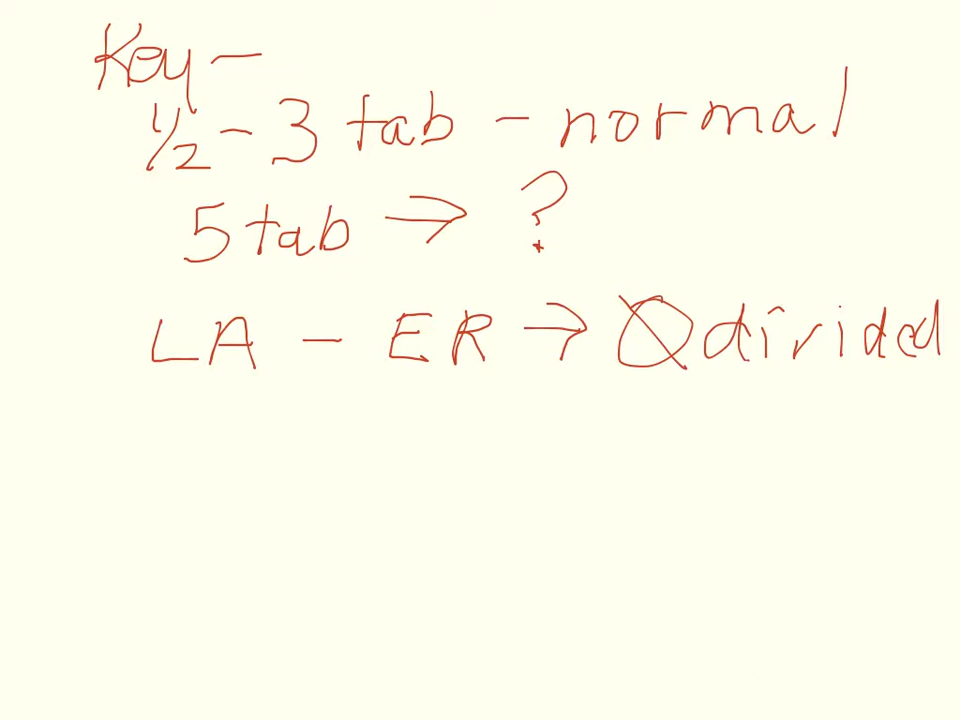 Key -
1/2 - 3 tab - normal
5 tab → ?
LA - ER → Ø divided